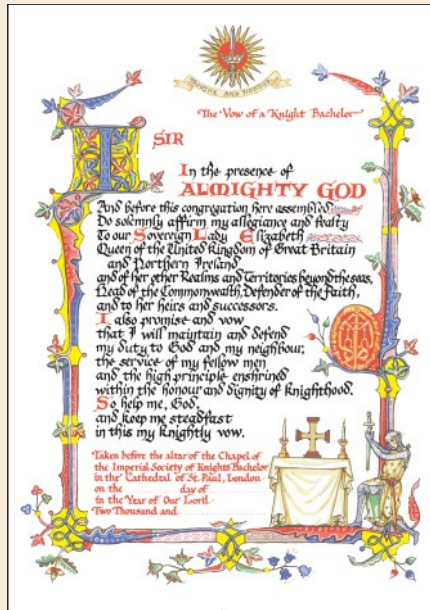 The Vow of a Knight Bachelor
I SIR
In the presence of
ALMIGHTY GOD
And before this congregation here assembled
Do solemnly affirm my allegiance and fealty
To our Sovereign Lady Elizabeth
Queen of the United Kingdom of Great Britain
and Northern Ireland
and of her other Realms and Territories beyond the seas,
Head of the Commonwealth, Defender of the Faith,
and to her heirs and successors.
I also promise and vow
that I will maintain and defend
my duty to God and my neighbour,
the service of my fellow men
and the high principle enshrined
within the honour and dignity of knighthood.
So help me, God,
and keep me steadfast
in this my knightly vow.
Taken before the altar of the Chapel of
the Imperial Society of Knights Bachelor
in the Cathedral of St. Paul, London
on the day of
in the Year of Our Lord
Two Thousand and